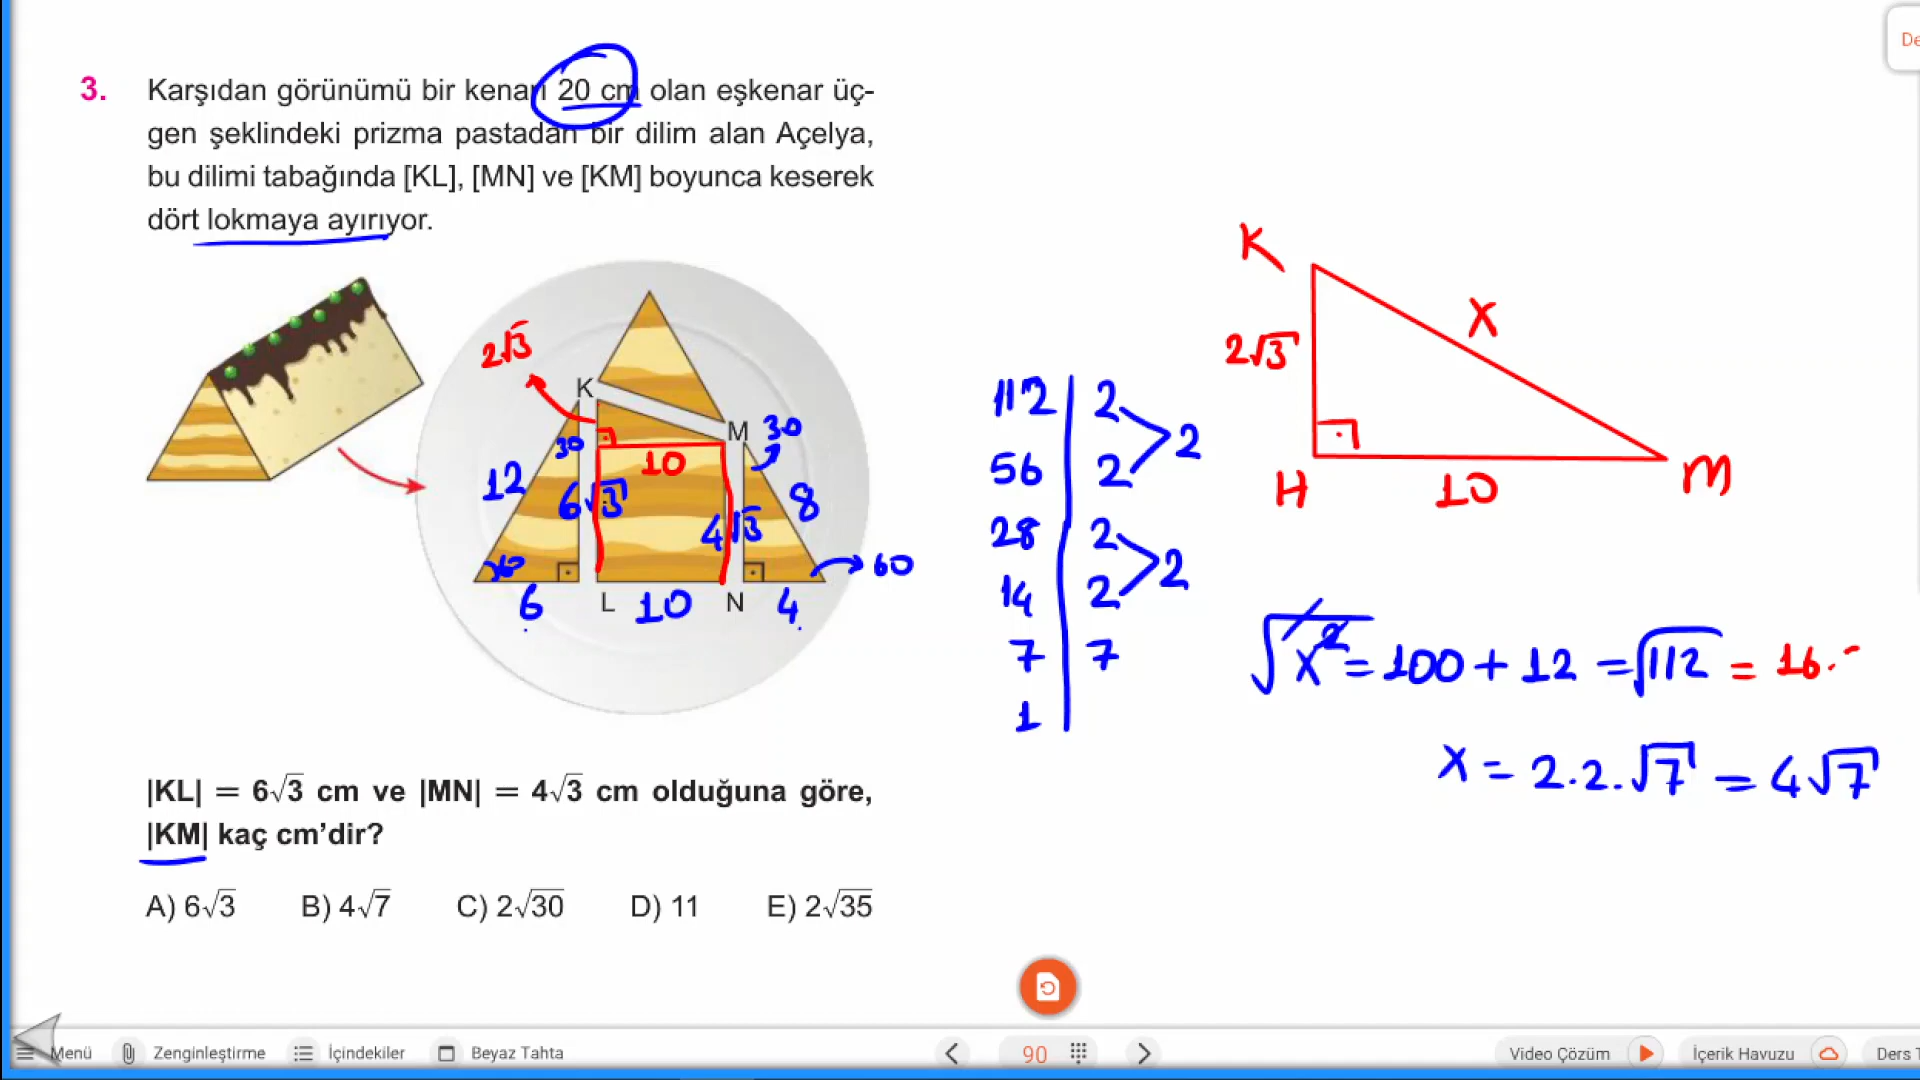 De
3. Karşıdan görünümü bir kenarı 20 cm olan eşkenar üç-
gen şeklindeki prizma pastadan bir dilim alan Açelya,
bu dilimi tabağında [KL], [MN] ve [KM] boyunca keserek
dört lokmaya ayırıyor.
2√3
K
M
30
30
10
12
6√3
4√3
8
60
60
6
L
10
N
4
112 2
56 2
2
28 2
14 2
2
7 7
1
K
2√3
X
H
10
M
√x² = 100 + 12 = √112 = 16.
x = 2.2.√7 = 4√7
|KL| = 6√3 cm ve |MN| = 4√3 cm olduğuna göre,
|KM| kaç cm’dir?
A) 6√3 B) 4√7 C) 2√30 D) 11 E) 2√35
Menü Zenginleştirme İçindekiler Beyaz Tahta 90 Video Çözüm İçerik Havuzu Ders